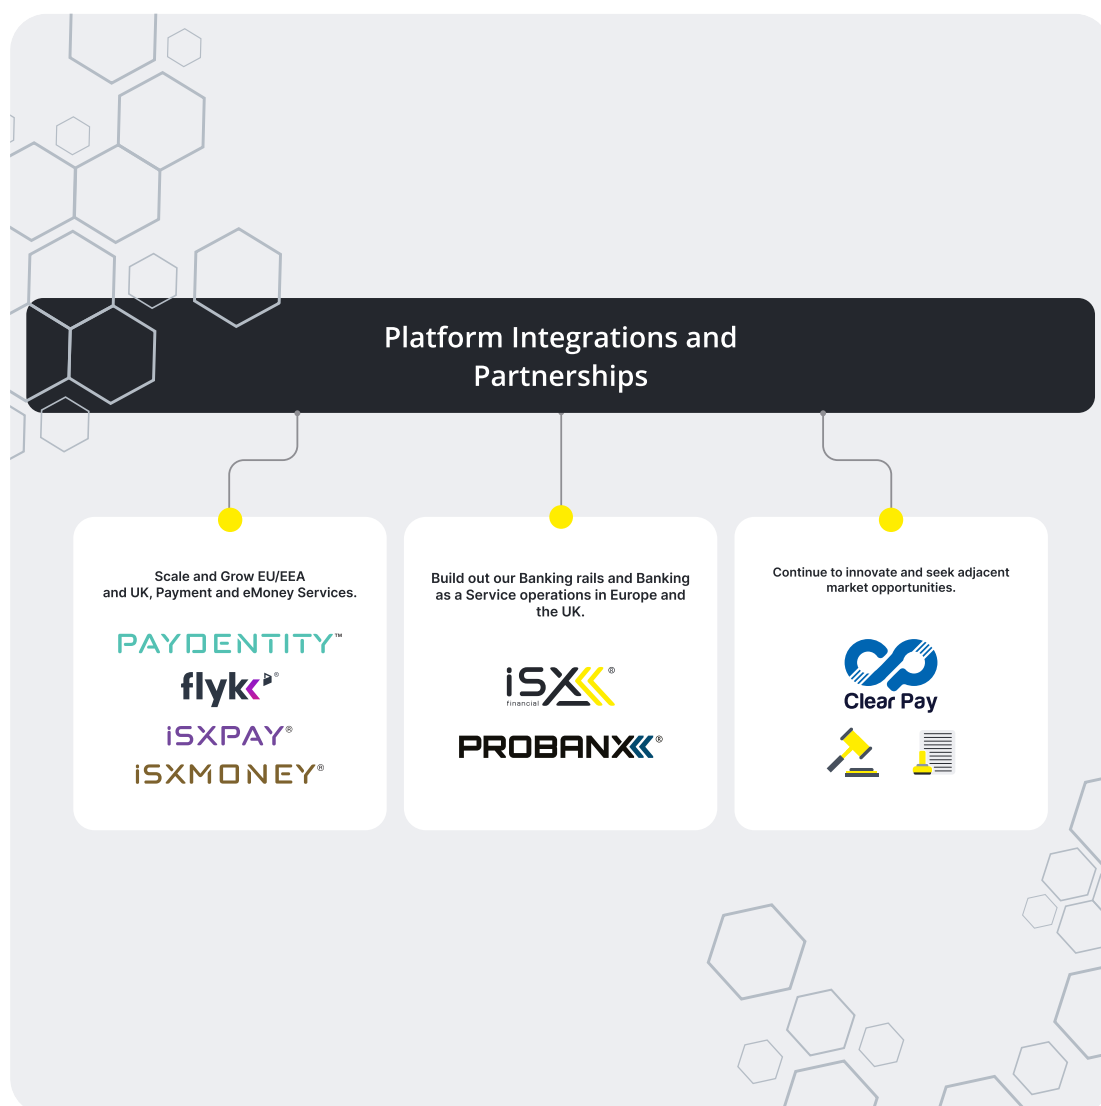 Platform Integrations and
Partnerships
Scale and Grow EU/EEA
and UK, Payment and eMoney Services.
PAYDENTITY™
flykk®
iSXPAY®
iSXMONEY®
Build out our Banking rails and Banking
as a Service operations in Europe and
the UK.
iSX®
financial
PROBANX®
Continue to innovate and seek adjacent
market opportunities.
Clear Pay